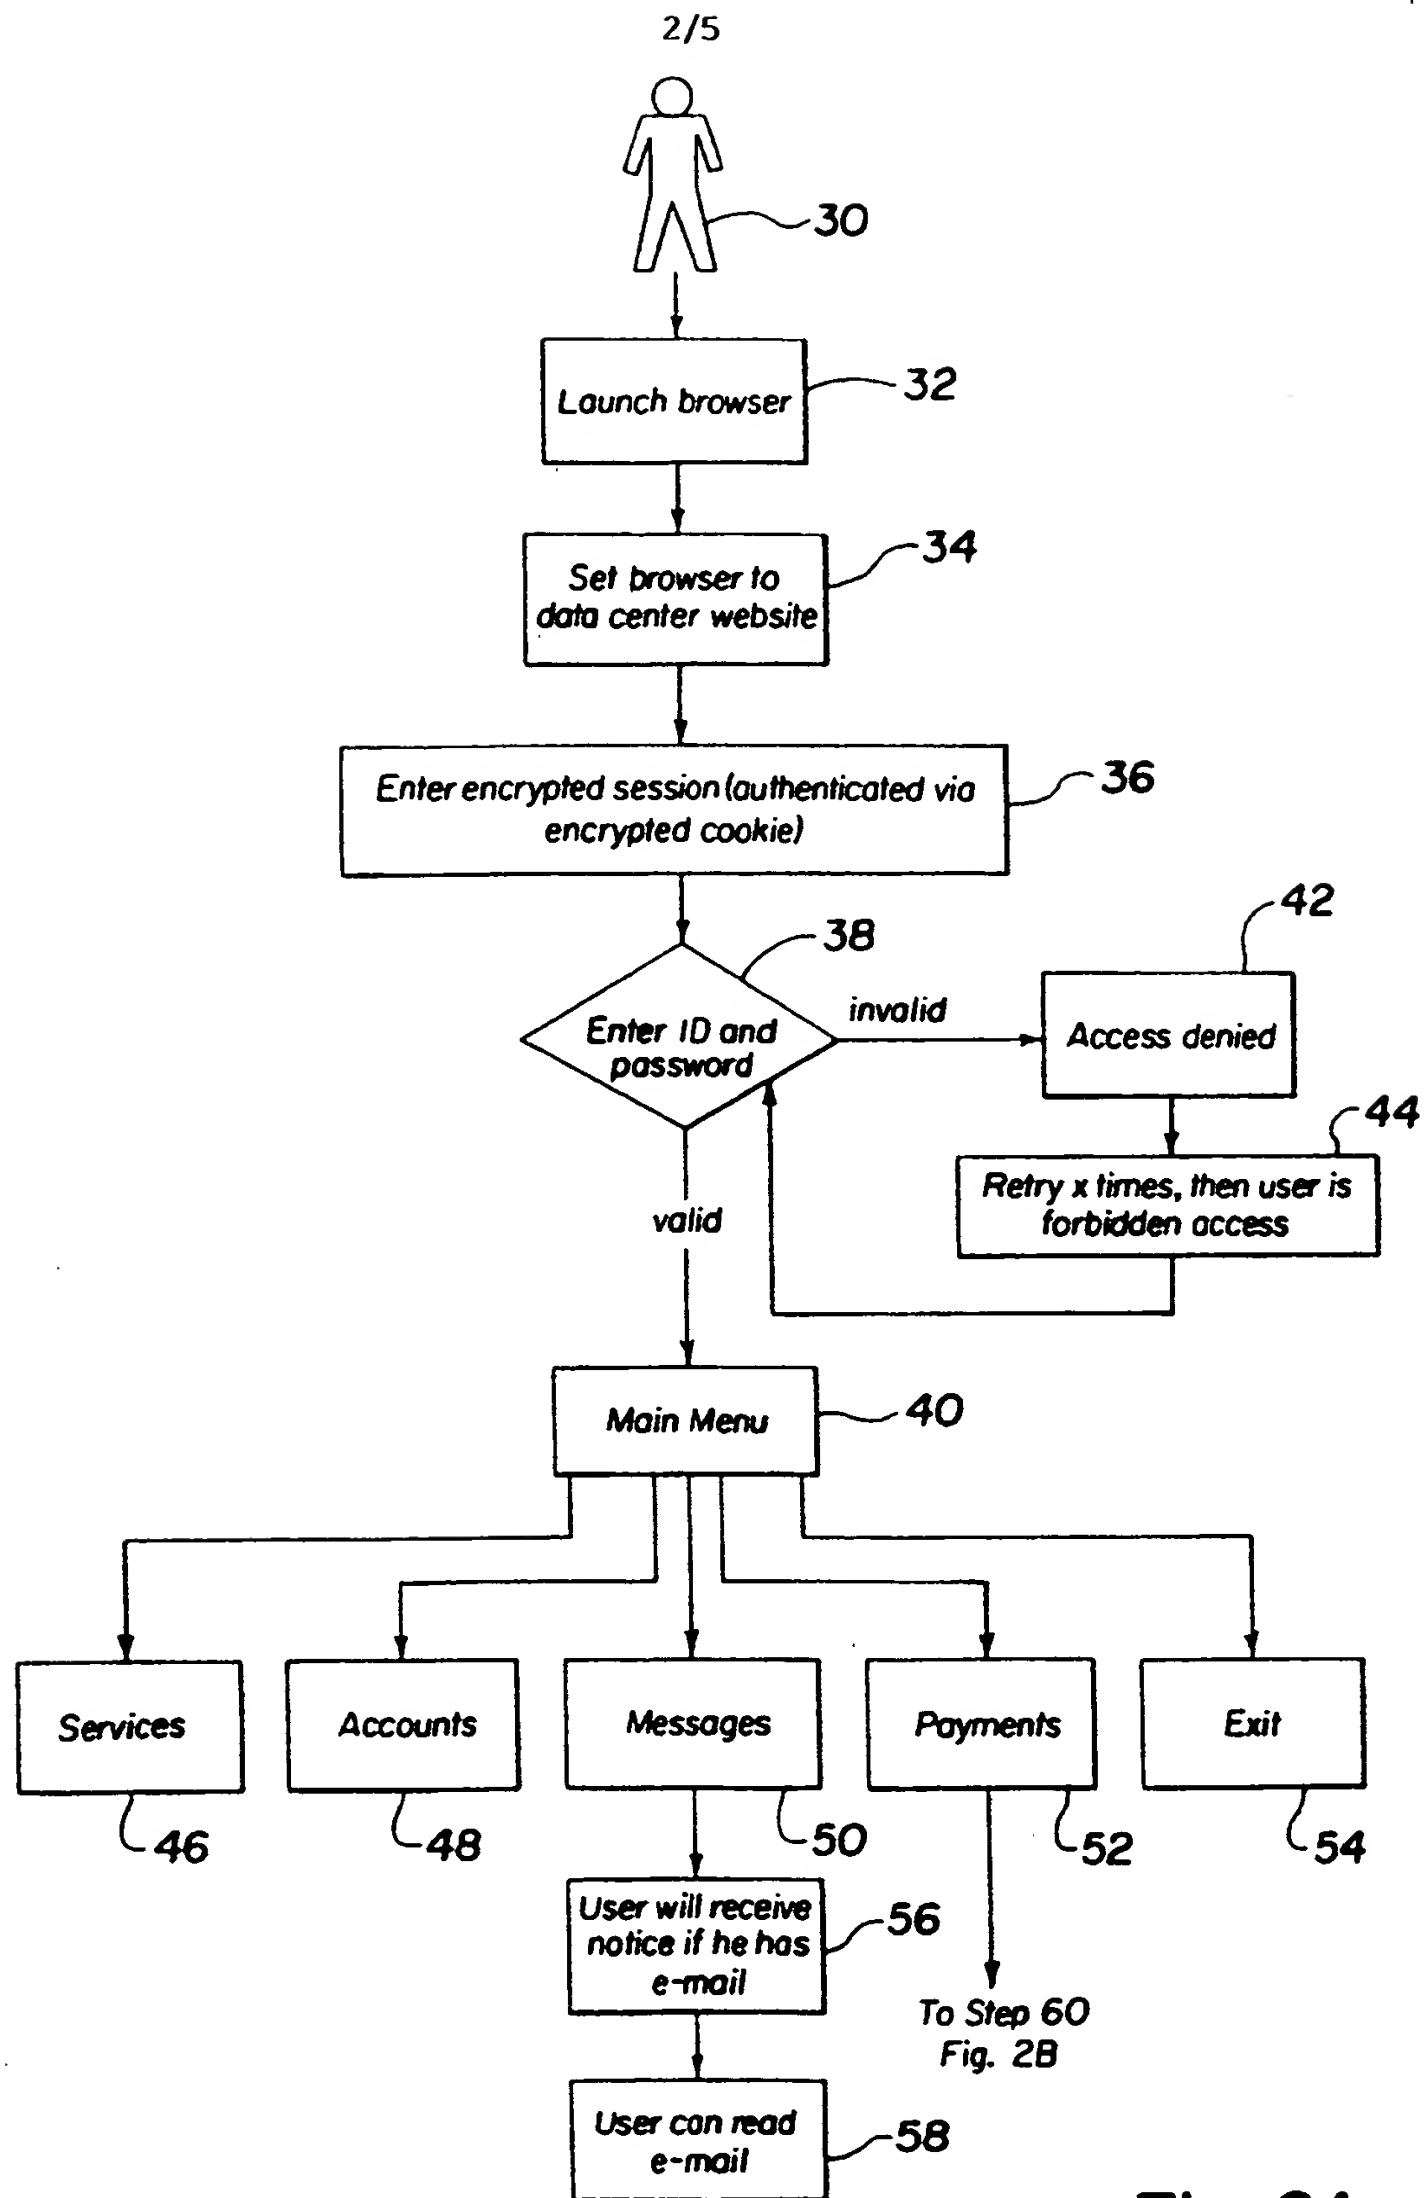 2/5
30
Launch browser
32
Set browser to
data center website
34
Enter encrypted session (authenticated via
encrypted cookie)
36
38
Enter ID and
password
invalid
42
Access denied
44
Retry x times, then user is
forbidden access
valid
Main Menu
40
Services
Accounts
Messages
Payments
Exit
46
48
50
52
54
User will receive
notice if he has
e-mail
56
To Step 60
Fig. 2B
User can read
e-mail
58